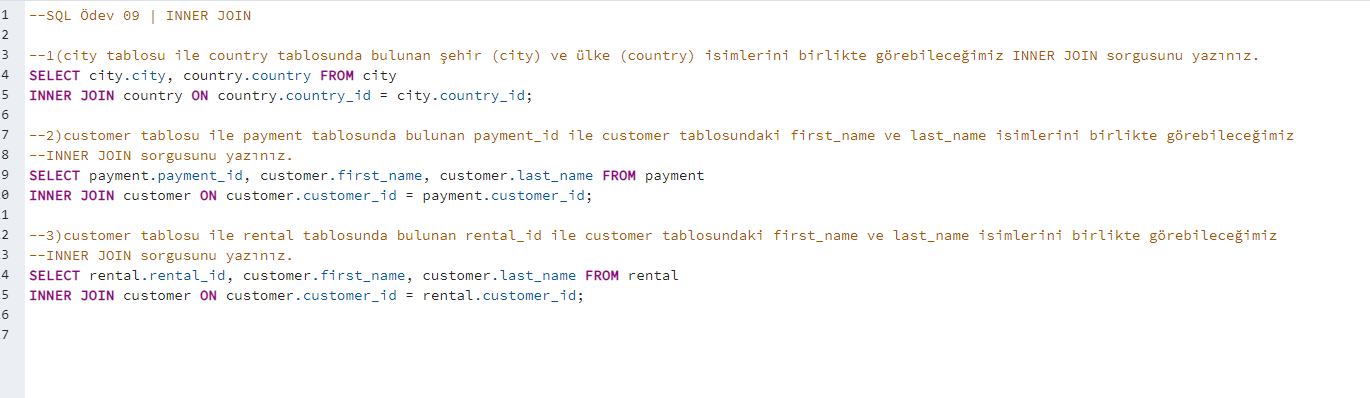 1 --SQL Ödev 09 | INNER JOIN
2
3 --1(city tablosu ile country tablosunda bulunan şehir (city) ve ülke (country) isimlerini birlikte görebileceğimiz INNER JOIN sorgusunu yazınız.
4 SELECT city.city, country.country FROM city
5 INNER JOIN country ON country.country_id = city.country_id;
6
7 --2)customer tablosu ile payment tablosunda bulunan payment_id ile customer tablosundaki first_name ve last_name isimlerini birlikte görebileceğimiz
8 --INNER JOIN sorgusunu yazınız.
9 SELECT payment.payment_id, customer.first_name, customer.last_name FROM payment
0 INNER JOIN customer ON customer.customer_id = payment.customer_id;
1
2 --3)customer tablosu ile rental tablosunda bulunan rental_id ile customer tablosundaki first_name ve last_name isimlerini birlikte görebileceğimiz
3 --INNER JOIN sorgusunu yazınız.
4 SELECT rental.rental_id, customer.first_name, customer.last_name FROM rental
5 INNER JOIN customer ON customer.customer_id = rental.customer_id;
6
7